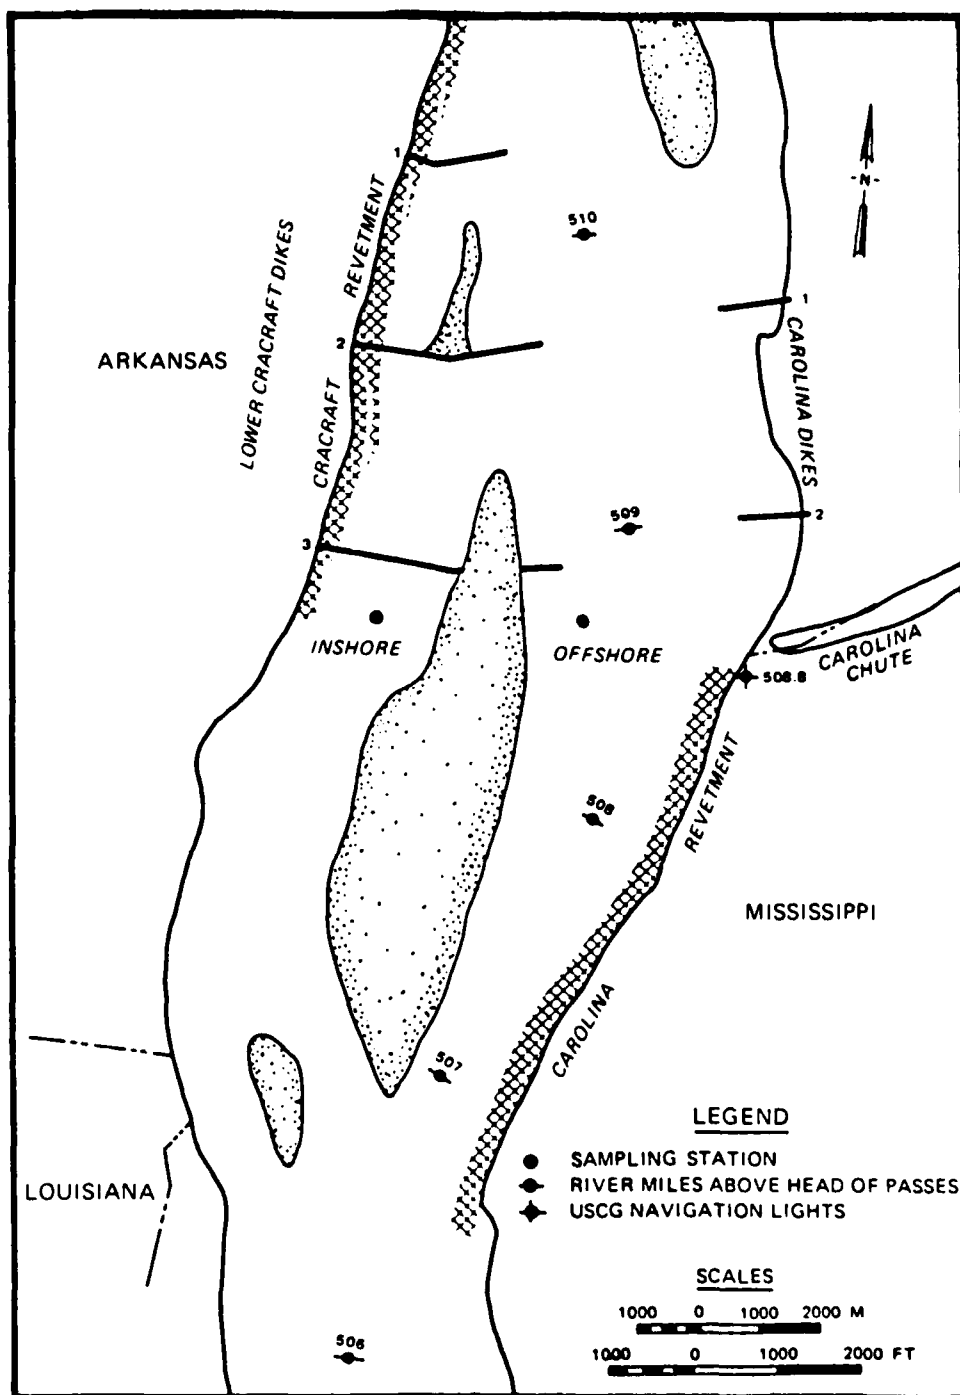 1
REVETMENT
510
-N-
LOWER CRACRAFT DIKES
1
2
ARKANSAS
CAROLINA DIKES
CRACRAFT
509
2
3
INSHORE
OFFSHORE
CAROLINA
CHUTE
508.8
REVETMENT
508
MISSISSIPPI
CAROLINA
507
LEGEND
SAMPLING STATION
RIVER MILES ABOVE HEAD OF PASSES
USCG NAVIGATION LIGHTS
LOUISIANA
SCALES
1000 0 1000 2000 M
1000 0 1000 2000 FT
506